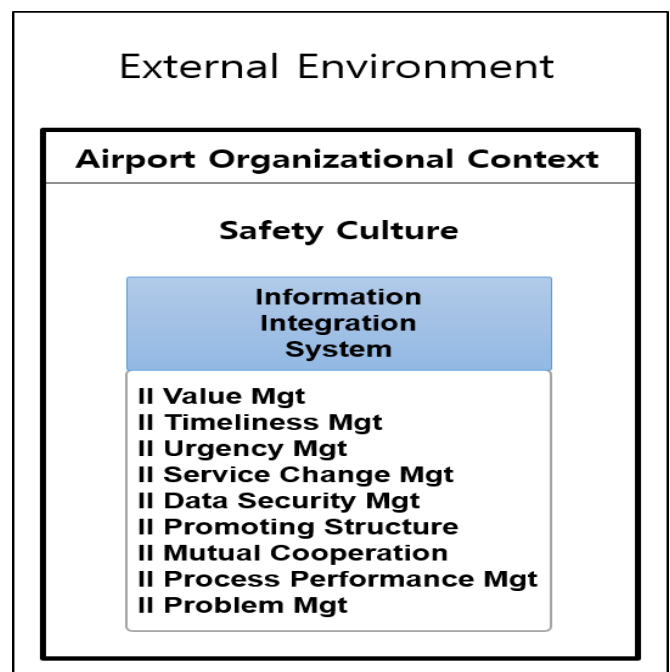 External Environment
Airport Organizational Context
Safety Culture
Information
Integration
System
II Value Mgt
II Timeliness Mgt
II Urgency Mgt
II Service Change Mgt
II Data Security Mgt
II Promoting Structure
II Mutual Cooperation
II Process Performance Mgt
II Problem Mgt